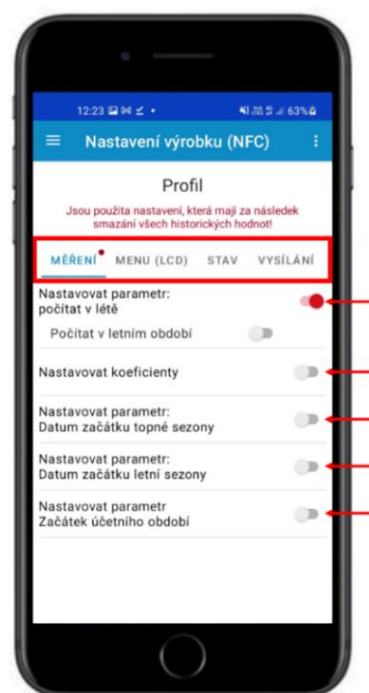 12:23 63%
Nastavení výrobku (NFC)
Profil
Jsou použita nastavení, která mají za následek
smazání všech historických hodnot!
MĚŘENÍ MENU (LCD) STAV VYSÍLÁNÍ
Nastavovat parametr:
počítat v létě
Počítat v letním období
Nastavovat koeficienty
Nastavovat parametr:
Datum začátku topné sezony
Nastavovat parametr:
Datum začátku letní sezony
Nastavovat parametr
Začátek účetního období